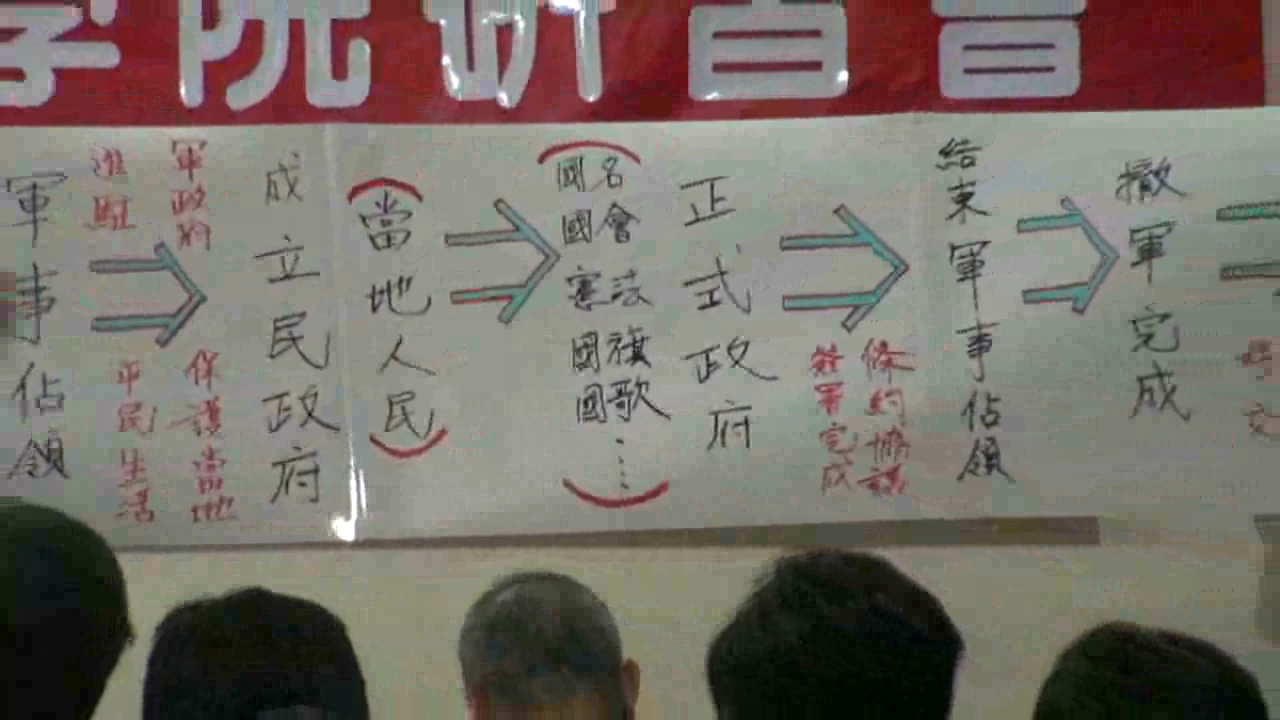 學院研習會
軍事佔領
軍政府
進駐
保護當地
平民生活
成立民政府
(當地人民)
(國名
國會
憲法
國旗
國歌
……)
正式政府
條約協議
簽署完成
結束軍事佔領
撤軍完成